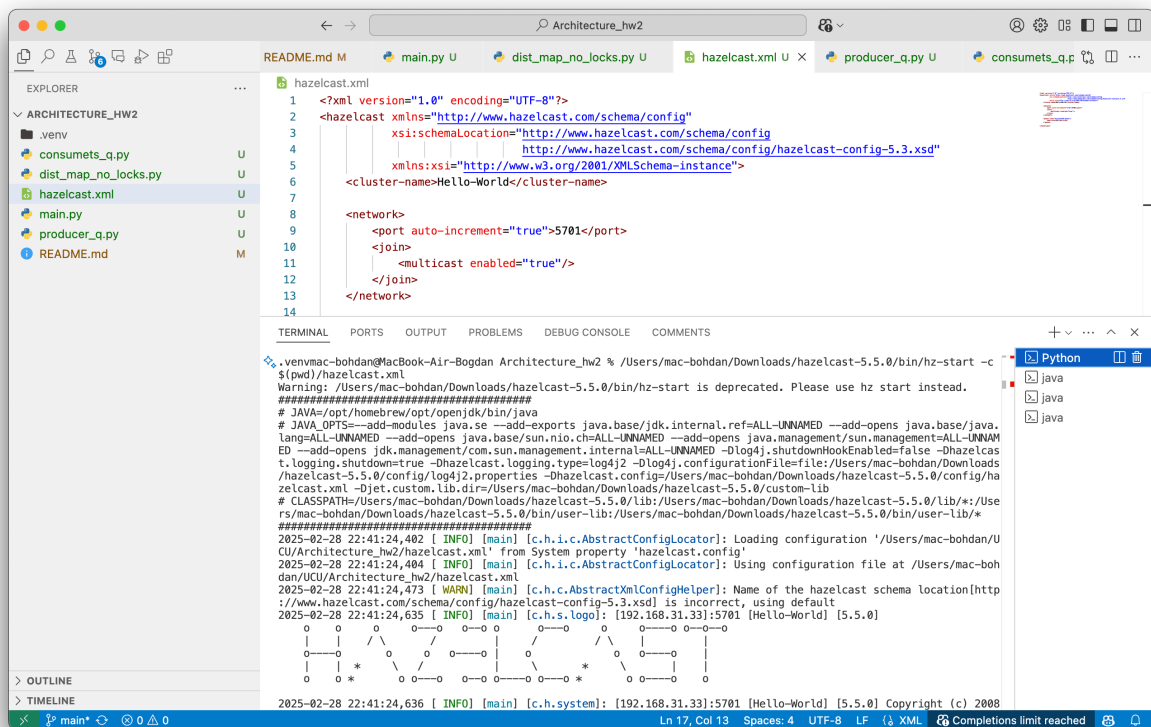 Architecture_hw2
README.md M
main.py U
dist_map_no_locks.py U
hazelcast.xml U
producer_q.py U
consumets_q.p
6
EXPLORER
ARCHITECTURE_HW2
.venv
consumets_q.py U
dist_map_no_locks.py U
hazelcast.xml U
main.py U
producer_q.py U
README.md M
OUTLINE
TIMELINE
hazelcast.xml
1 <?xml version="1.0" encoding="UTF-8"?>
2 <hazelcast xmlns="http://www.hazelcast.com/schema/config"
3 xsi:schemaLocation="http://www.hazelcast.com/schema/config
4 http://www.hazelcast.com/schema/config/hazelcast-config-5.3.xsd"
5 xmlns:xsi="http://www.w3.org/2001/XMLSchema-instance">
6 <cluster-name>Hello-World</cluster-name>
7
8 <network>
9 <port auto-increment="true">5701</port>
10 <join>
11 <multicast enabled="true"/>
12 </join>
13 </network>
14
TERMINAL PORTS OUTPUT PROBLEMS DEBUG CONSOLE COMMENTS
.venvmac-bohdan@MacBook-Air-Bogdan Architecture_hw2 % /Users/mac-bohdan/Downloads/hazelcast-5.5.0/bin/hz-start -c
$(pwd)/hazelcast.xml
Warning: /Users/mac-bohdan/Downloads/hazelcast-5.5.0/bin/hz-start is deprecated. Please use hz start instead.
########################################
# JAVA=/opt/homebrew/opt/openjdk/bin/java
# JAVA_OPTS=--add-modules java.se --add-exports java.base/jdk.internal.ref=ALL-UNNAMED --add-opens java.base/java.
lang=ALL-UNNAMED --add-opens java.base/sun.nio.ch=ALL-UNNAMED --add-opens java.management/sun.management=ALL-UNNAM
ED --add-opens jdk.management/com.sun.management.internal=ALL-UNNAMED -Dlog4j.shutdownHookEnabled=false -Dhazelcas
t.logging.shutdown=true -Dhazelcast.logging.type=log4j2 -Dlog4j.configurationFile=file:/Users/mac-bohdan/Downloads
/hazelcast-5.5.0/config/log4j2.properties -Dhazelcast.config=/Users/mac-bohdan/Downloads/hazelcast-5.5.0/config/ha
zelcast.xml -Djet.custom.lib.dir=/Users/mac-bohdan/Downloads/hazelcast-5.5.0/custom-lib
# CLASSPATH=/Users/mac-bohdan/Downloads/hazelcast-5.5.0/lib:/Users/mac-bohdan/Downloads/hazelcast-5.5.0/lib/*:/Use
rs/mac-bohdan/Downloads/hazelcast-5.5.0/bin/user-lib:/Users/mac-bohdan/Downloads/hazelcast-5.5.0/bin/user-lib/*
########################################
2025-02-28 22:41:24,402 [ INFO] [main] [c.h.i.c.AbstractConfigLocator]: Loading configuration '/Users/mac-bohdan/U
CU/Architecture_hw2/hazelcast.xml' from System property 'hazelcast.config'
2025-02-28 22:41:24,404 [ INFO] [main] [c.h.i.c.AbstractConfigLocator]: Using configuration file at /Users/mac-boh
dan/UCU/Architecture_hw2/hazelcast.xml
2025-02-28 22:41:24,473 [ WARN] [main] [c.h.c.AbstractXmlConfigHelper]: Name of the hazelcast schema location[http
://www.hazelcast.com/schema/config/hazelcast-config-5.3.xsd] is incorrect, using default
2025-02-28 22:41:24,635 [ INFO] [main] [c.h.s.logo]: [192.168.31.33]:5701 [Hello-World] [5.5.0]
2025-02-28 22:41:24,636 [ INFO] [main] [c.h.system]: [192.168.31.33]:5701 [Hello-World] [5.5.0] Copyright (c) 2008
Python
java
java
java
main* 0 0
Ln 17, Col 13 Spaces: 4 UTF-8 LF XML Completions limit reached